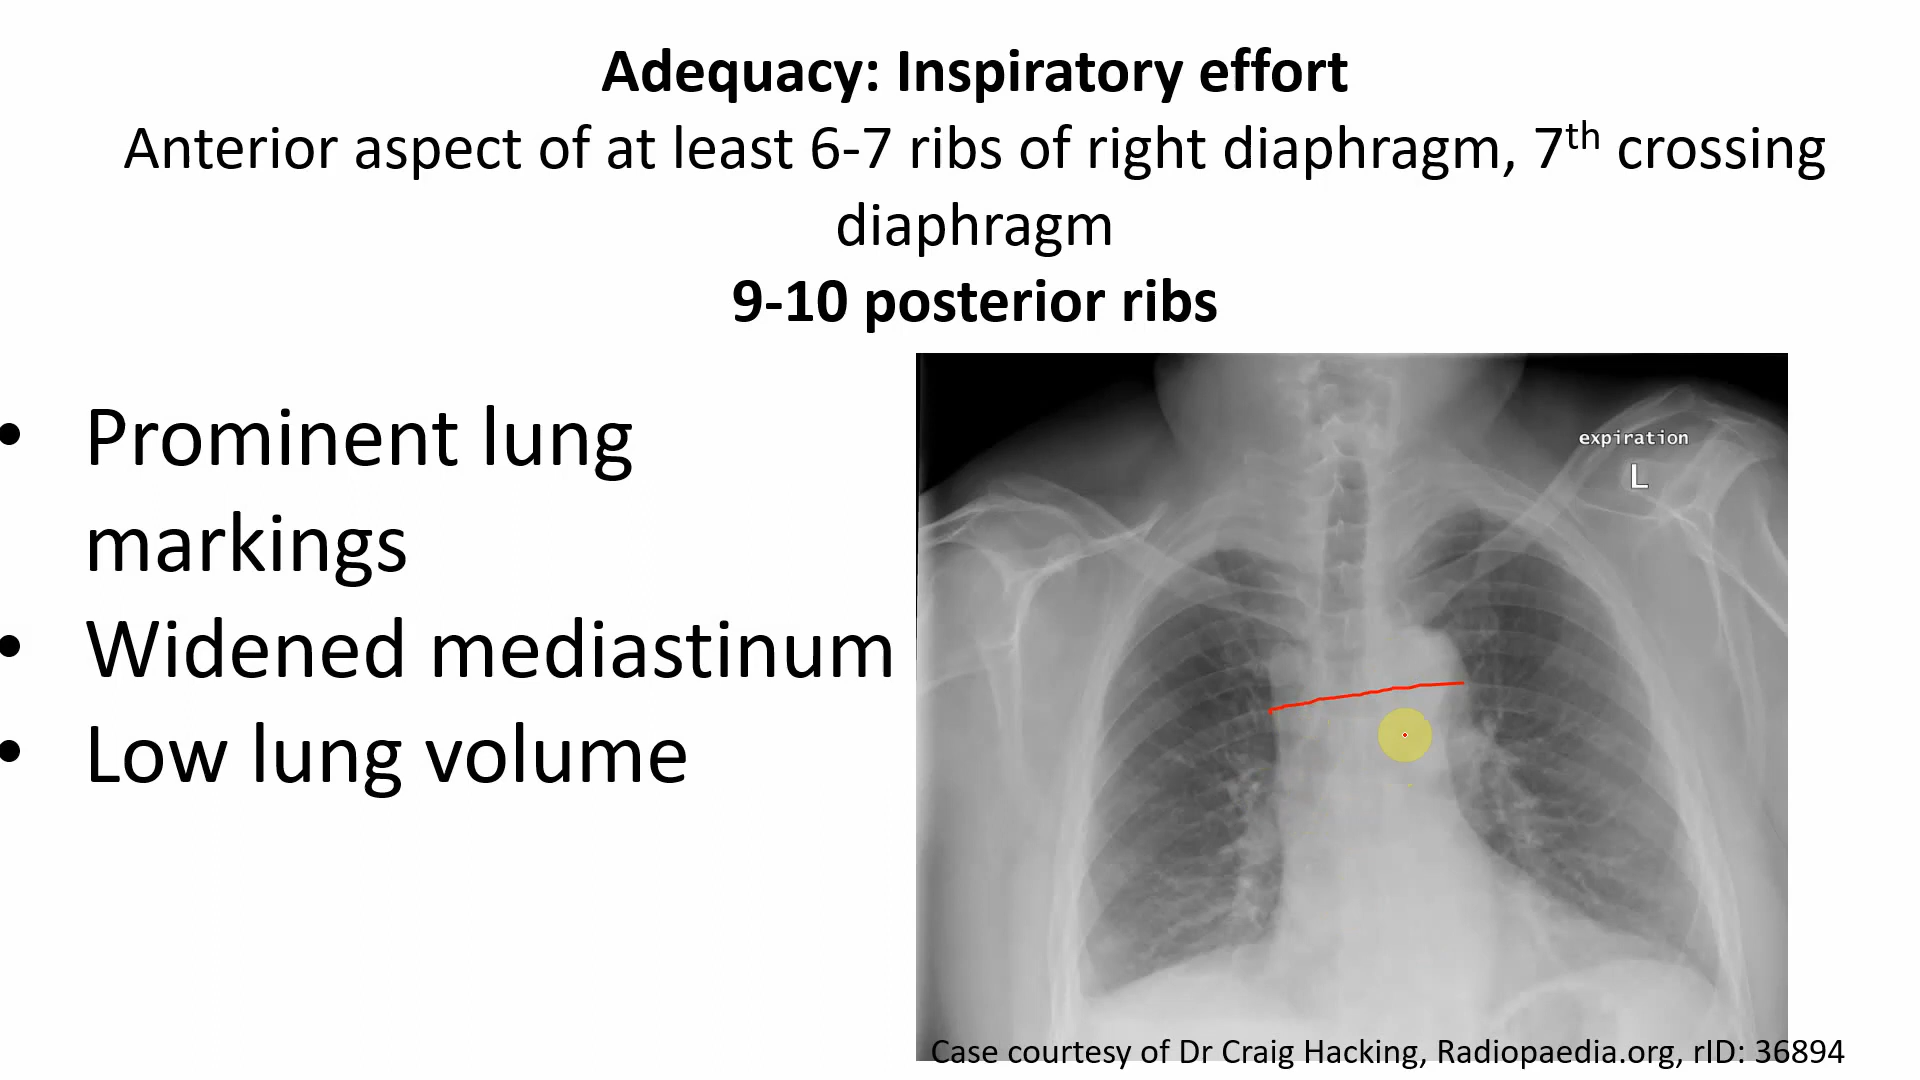 Adequacy: Inspiratory effort
Anterior aspect of at least 6-7 ribs of right diaphragm, 7th crossing
diaphragm
9-10 posterior ribs
• Prominent lung
markings
• Widened mediastinum
• Low lung volume
expiration
L
Case courtesy of Dr Craig Hacking, Radiopaedia.org, rID: 36894